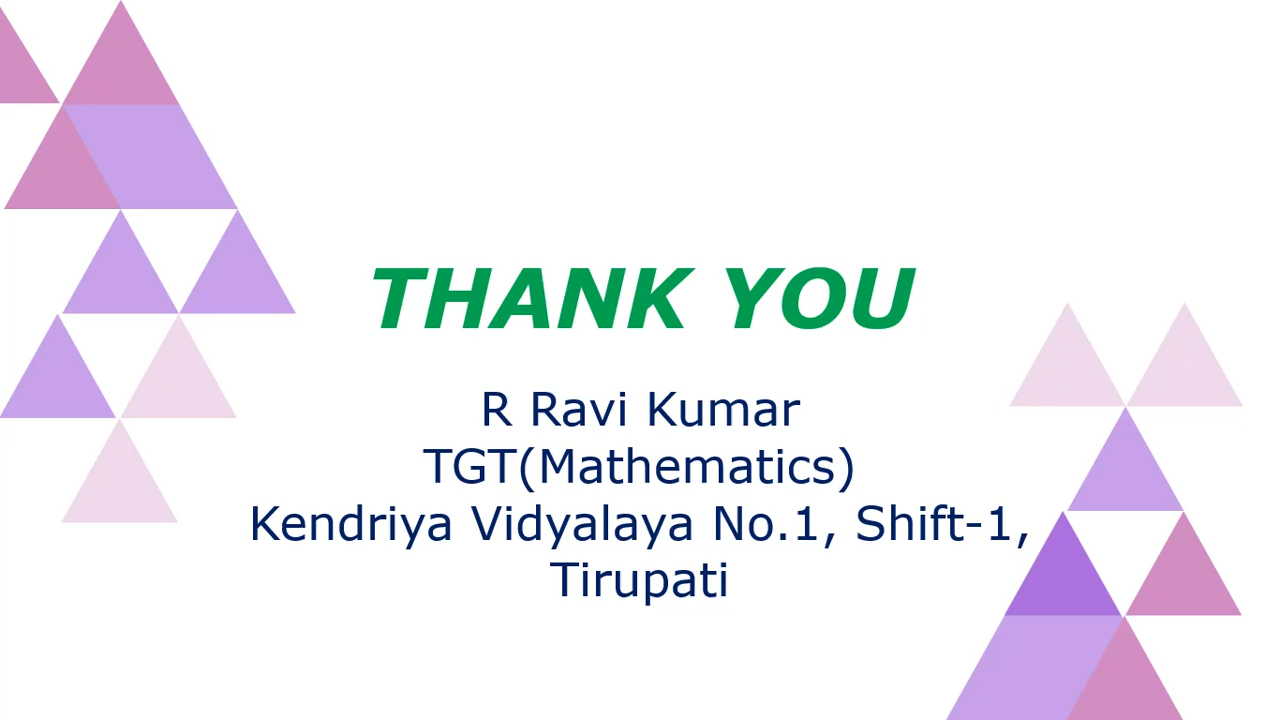 THANK YOU
R Ravi Kumar
TGT(Mathematics)
Kendriya Vidyalaya No.1, Shift-1,
Tirupati